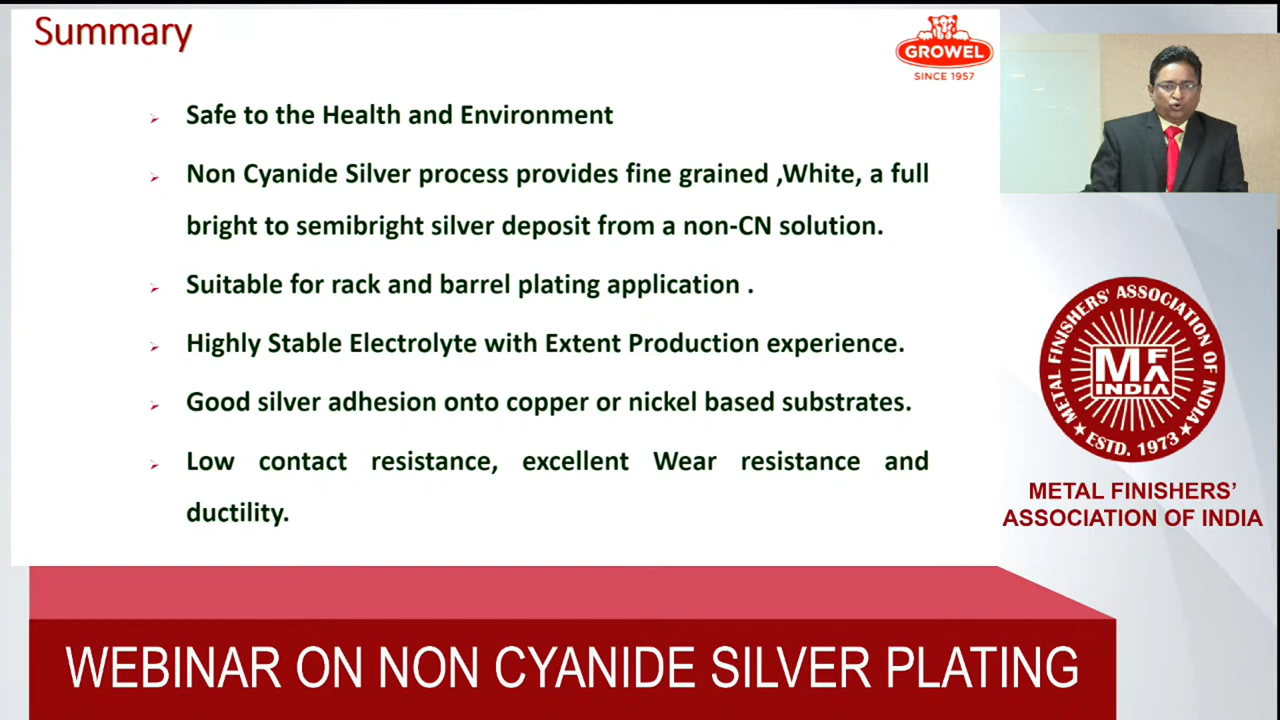 Summary
GROWEL
SINCE 1957
Safe to the Health and Environment
Non Cyanide Silver process provides fine grained ,White, a full
bright to semibright silver deposit from a non-CN solution.
Suitable for rack and barrel plating application .
Highly Stable Electrolyte with Extent Production experience.
Good silver adhesion onto copper or nickel based substrates.
Low contact resistance, excellent Wear resistance and
ductility.
METAL FINISHERS' ASSOCIATION OF INDIA
MFA
INDIA
ESTD. 1973
METAL FINISHERS'
ASSOCIATION OF INDIA
WEBINAR ON NON CYANIDE SILVER PLATING